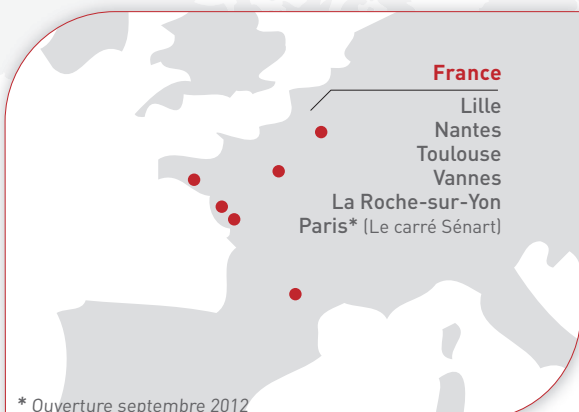 France
Lille
Nantes
Toulouse
Vannes
La Roche-sur-Yon
Paris* (Le carré Sénart)
* Ouverture septembre 2012